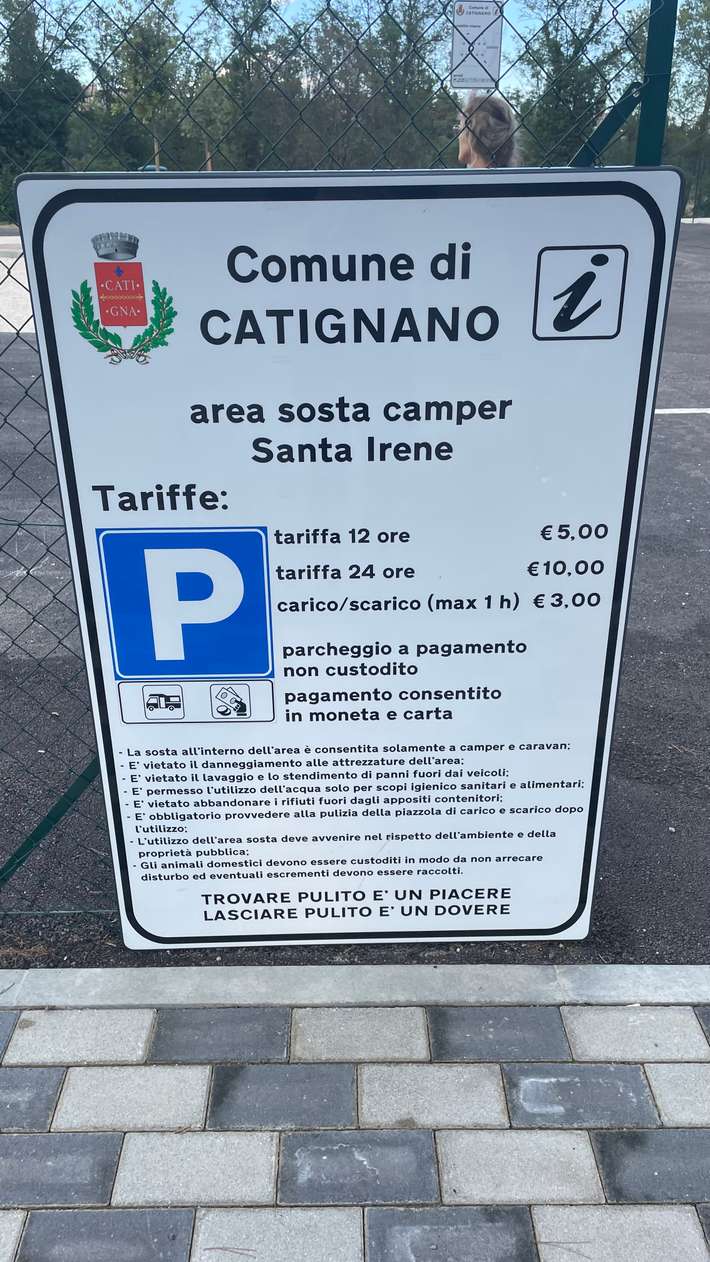 Comune di
CATIGNANO
Comune di
CATIGNANO
·CATI·
·GNA·
i
area sosta camper
Santa Irene
Tariffe:
P
tariffa 12 ore € 5,00
tariffa 24 ore € 10,00
carico/scarico (max 1 h) € 3,00
parcheggio a pagamento
non custodito
pagamento consentito
in moneta e carta
- La sosta all'interno dell'area è consentita solamente a camper e caravan;
- E' vietato il danneggiamento alle attrezzature dell'area;
- E' vietato il lavaggio e lo stendimento di panni fuori dai veicoli;
- E' permesso l'utilizzo dell'acqua solo per scopi igienico sanitari e alimentari;
- E' vietato abbandonare i rifiuti fuori dagli appositi contenitori;
- E' obbligatorio provvedere alla pulizia della piazzola di carico e scarico dopo
l'utilizzo;
- L'utilizzo dell'area sosta deve avvenire nel rispetto dell'ambiente e della
proprietà pubblica;
- Gli animali domestici devono essere custoditi in modo da non arrecare
disturbo ed eventuali escrementi devono essere raccolti.
TROVARE PULITO E' UN PIACERE
LASCIARE PULITO E' UN DOVERE